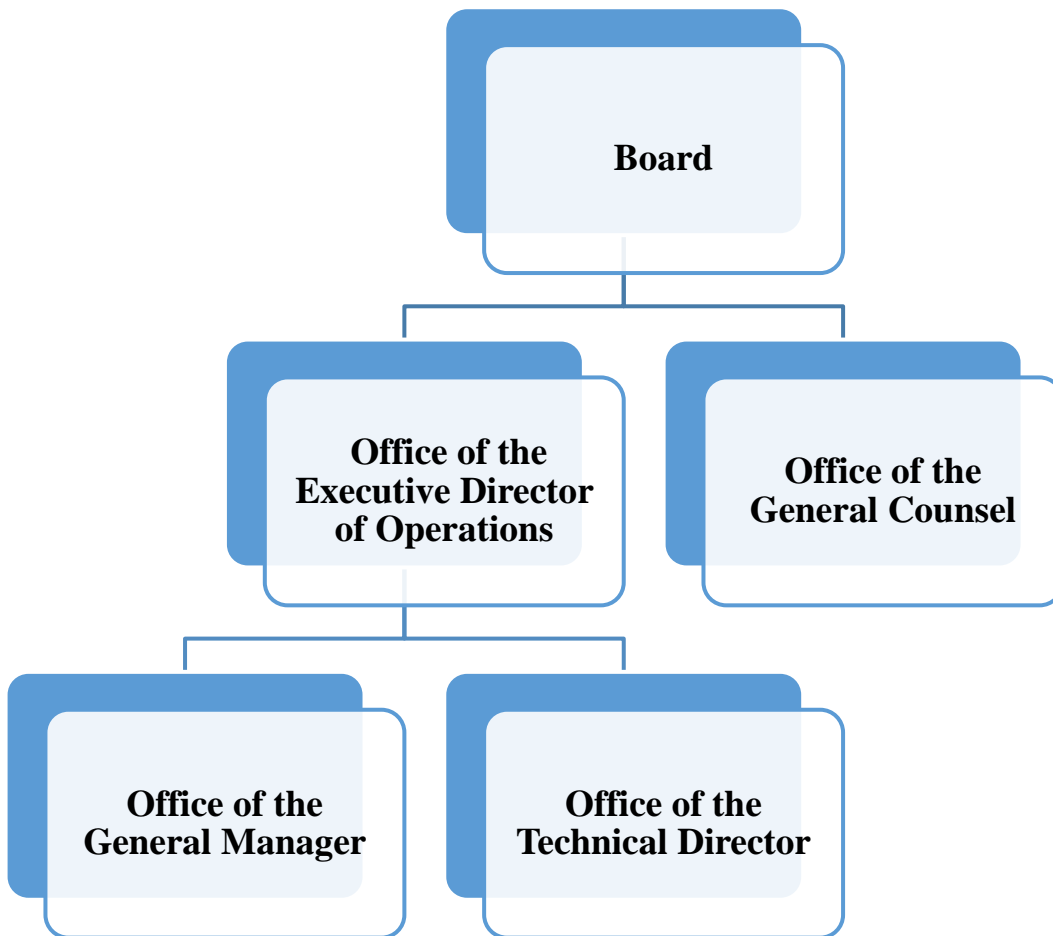 Board
Office of the
Executive Director
of Operations
Office of the
General Counsel
Office of the
General Manager
Office of the
Technical Director